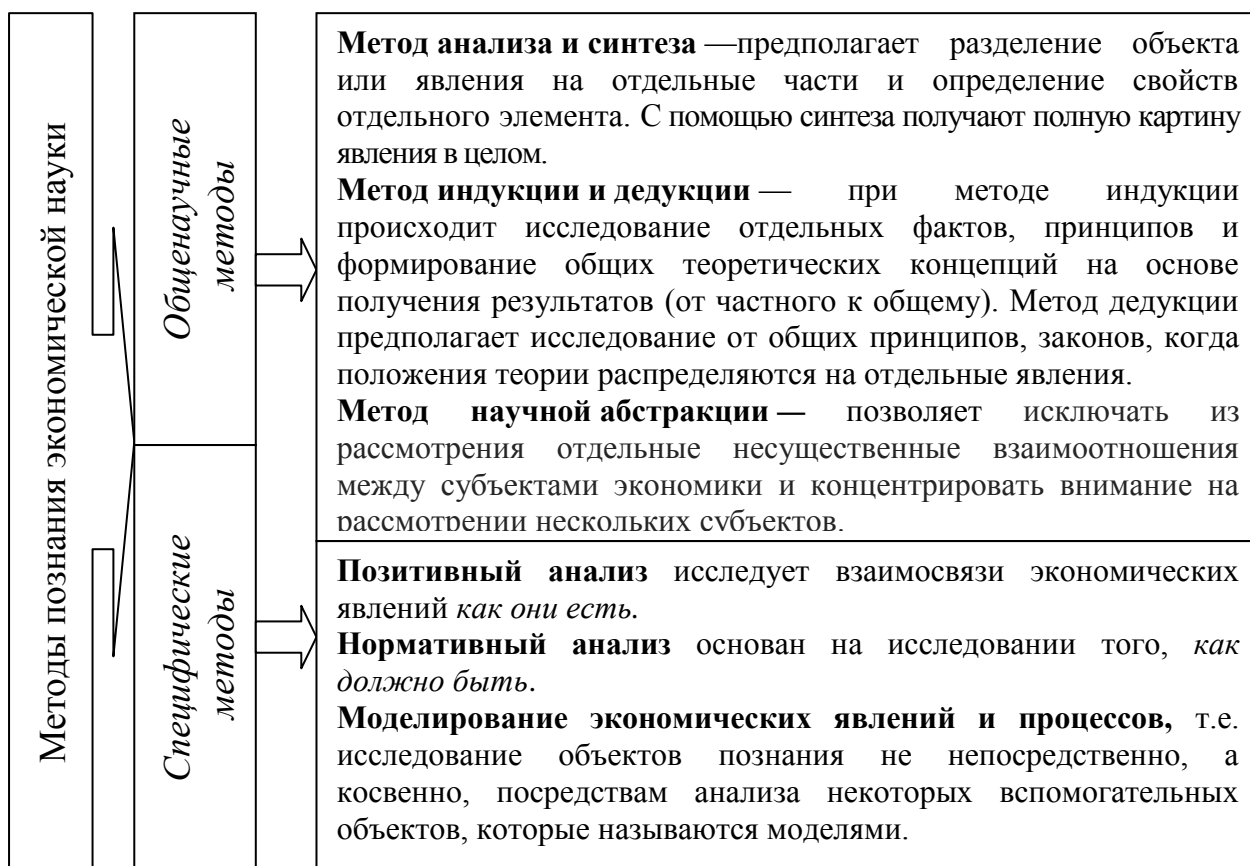 Методы познания экономической науки
Общенаучные
методы
Метод анализа и синтеза —предполагает разделение объекта
или явления на отдельные части и определение свойств
отдельного элемента. С помощью синтеза получают полную картину
явления в целом.
Метод индукции и дедукции — при методе индукции
происходит исследование отдельных фактов, принципов и
формирование общих теоретических концепций на основе
получения результатов (от частного к общему). Метод дедукции
предполагает исследование от общих принципов, законов, когда
положения теории распределяются на отдельные явления.
Метод научной абстракции — позволяет исключать из
рассмотрения отдельные несущественные взаимоотношения
между субъектами экономики и концентрировать внимание на
рассмотрении нескольких субъектов.
Специфические
методы
Позитивный анализ исследует взаимосвязи экономических
явлений как они есть.
Нормативный анализ основан на исследовании того, как
должно быть.
Моделирование экономических явлений и процессов, т.е.
исследование объектов познания не непосредственно, а
косвенно, посредствам анализа некоторых вспомогательных
объектов, которые называются моделями.